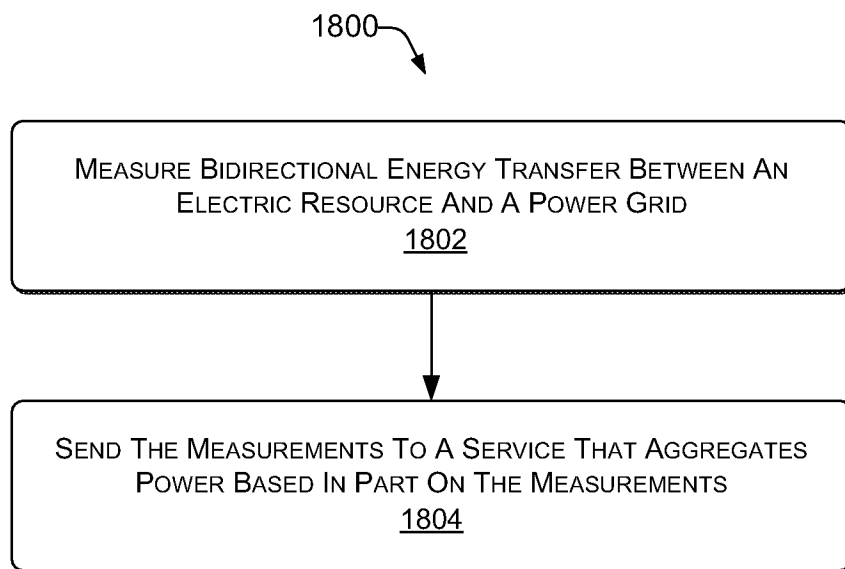 1800
MEASURE BIDIRECTIONAL ENERGY TRANSFER BETWEEN AN
ELECTRIC RESOURCE AND A POWER GRID
1802
SEND THE MEASUREMENTS TO A SERVICE THAT AGGREGATES
POWER BASED IN PART ON THE MEASUREMENTS
1804